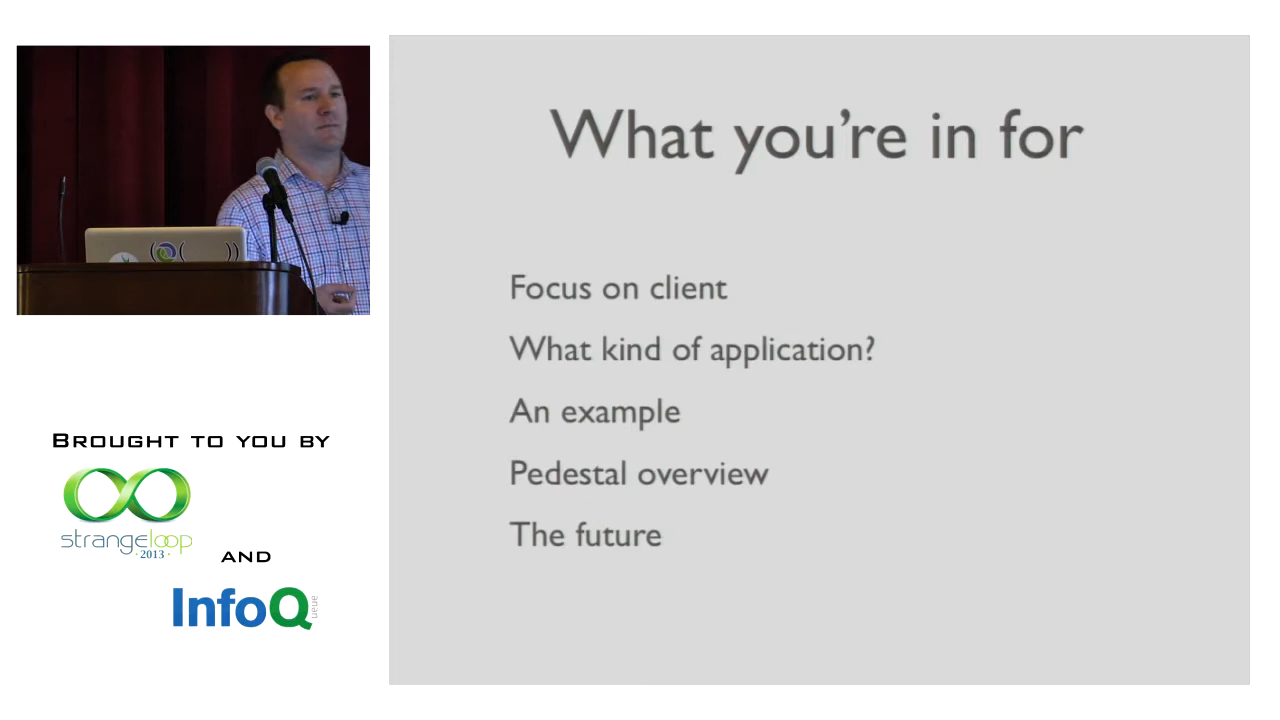 What you're in for
Focus on client
What kind of application?
An example
Pedestal overview
The future
BROUGHT TO YOU BY
strangeloop
· 2013 ·
AND
InfoQ
ueue